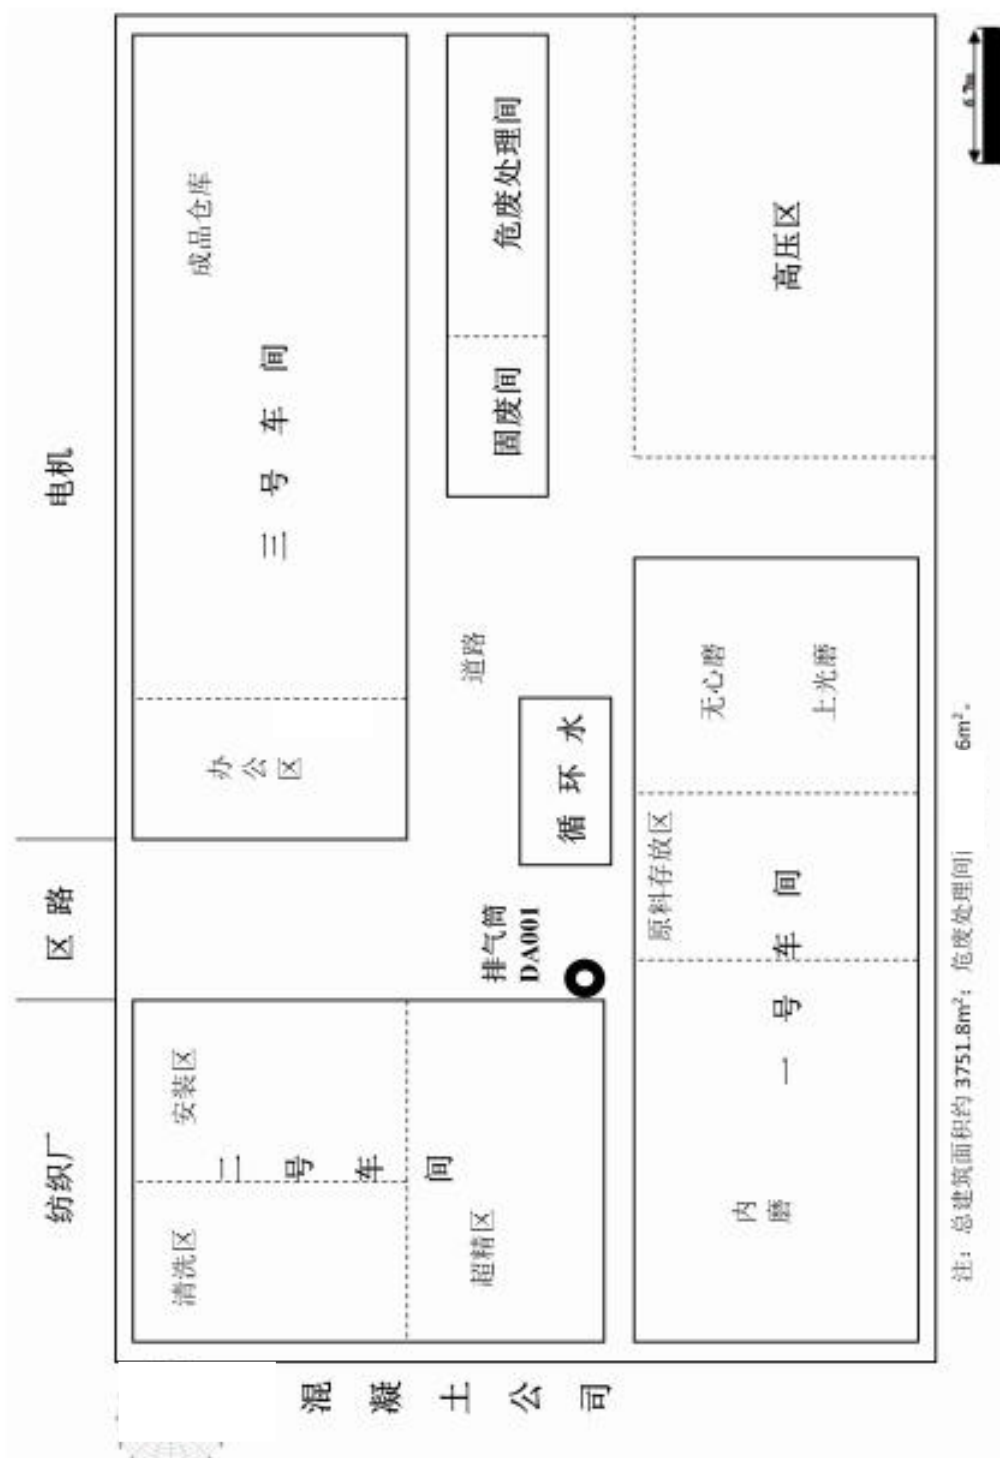 纺织厂
区路
电机
混凝土公司
清洗区
安装区
二号车间
超精区
办公区
成品仓库
三号车间
道路
排气筒
DA001
循环水
固废间
危废处理间
原料存放区
内磨
一号车间
无心磨
上光磨
高压区
注：总建筑面积约 3751.8m²；危废处理间 6m²。